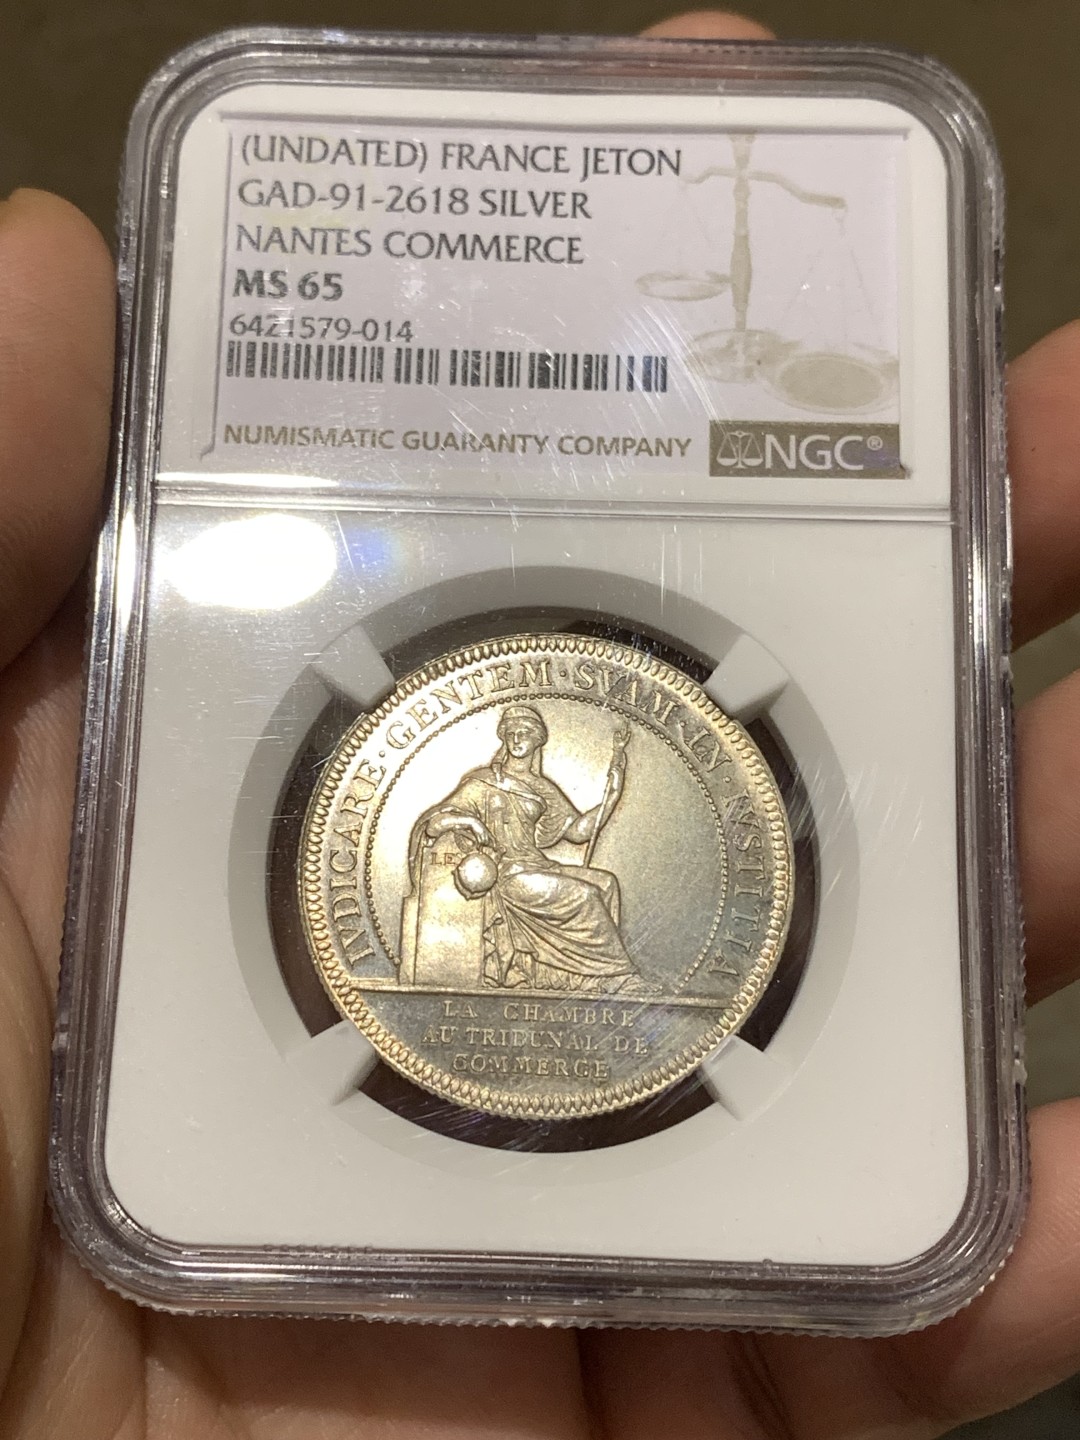 (UNDATED) FRANCE JETON
GAD-91-2618 SILVER
NANTES COMMERCE
MS 65
6421579-014
NUMISMATIC GUARANTY COMPANY
NGC®
IVDICARE·GENTEM·SVAM·IN·IVSTITIA
LE
LA CHAMBRE
AU TRIBUNAL DE
COMMERCE